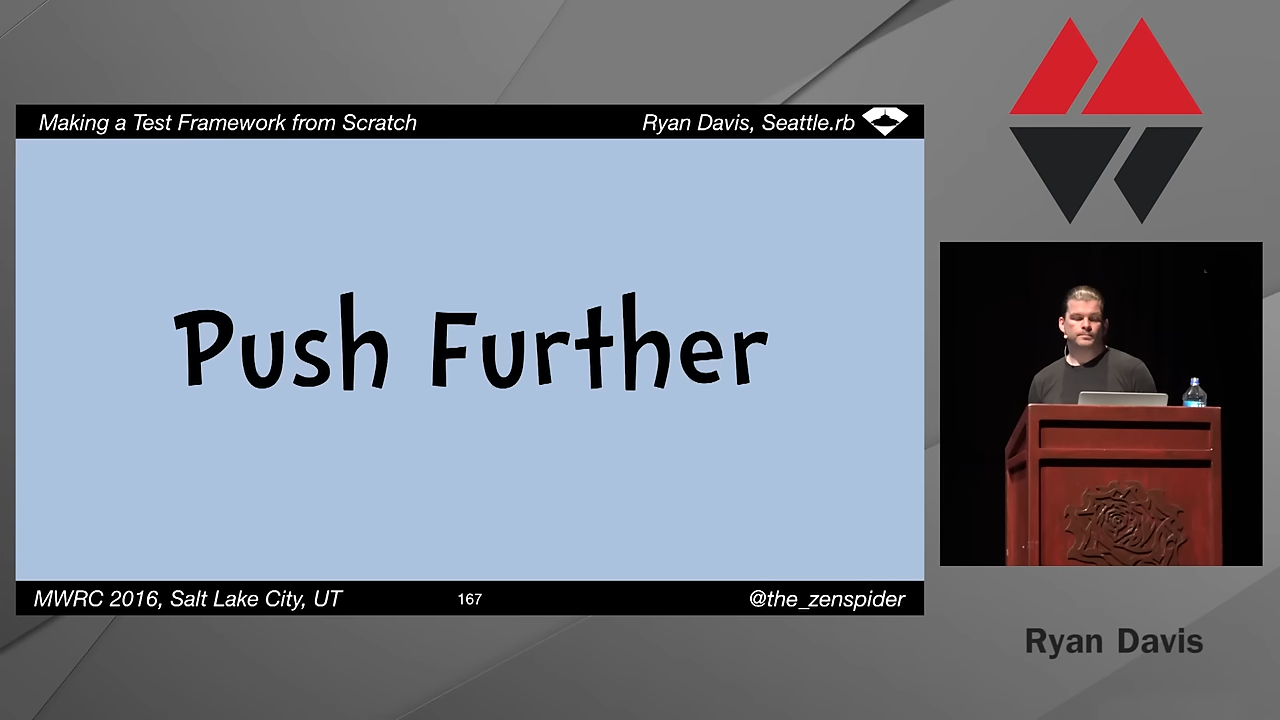 Making a Test Framework from Scratch
Ryan Davis, Seattle.rb
Push Further
MWRC 2016, Salt Lake City, UT
167
@the_zenspider
Ryan Davis